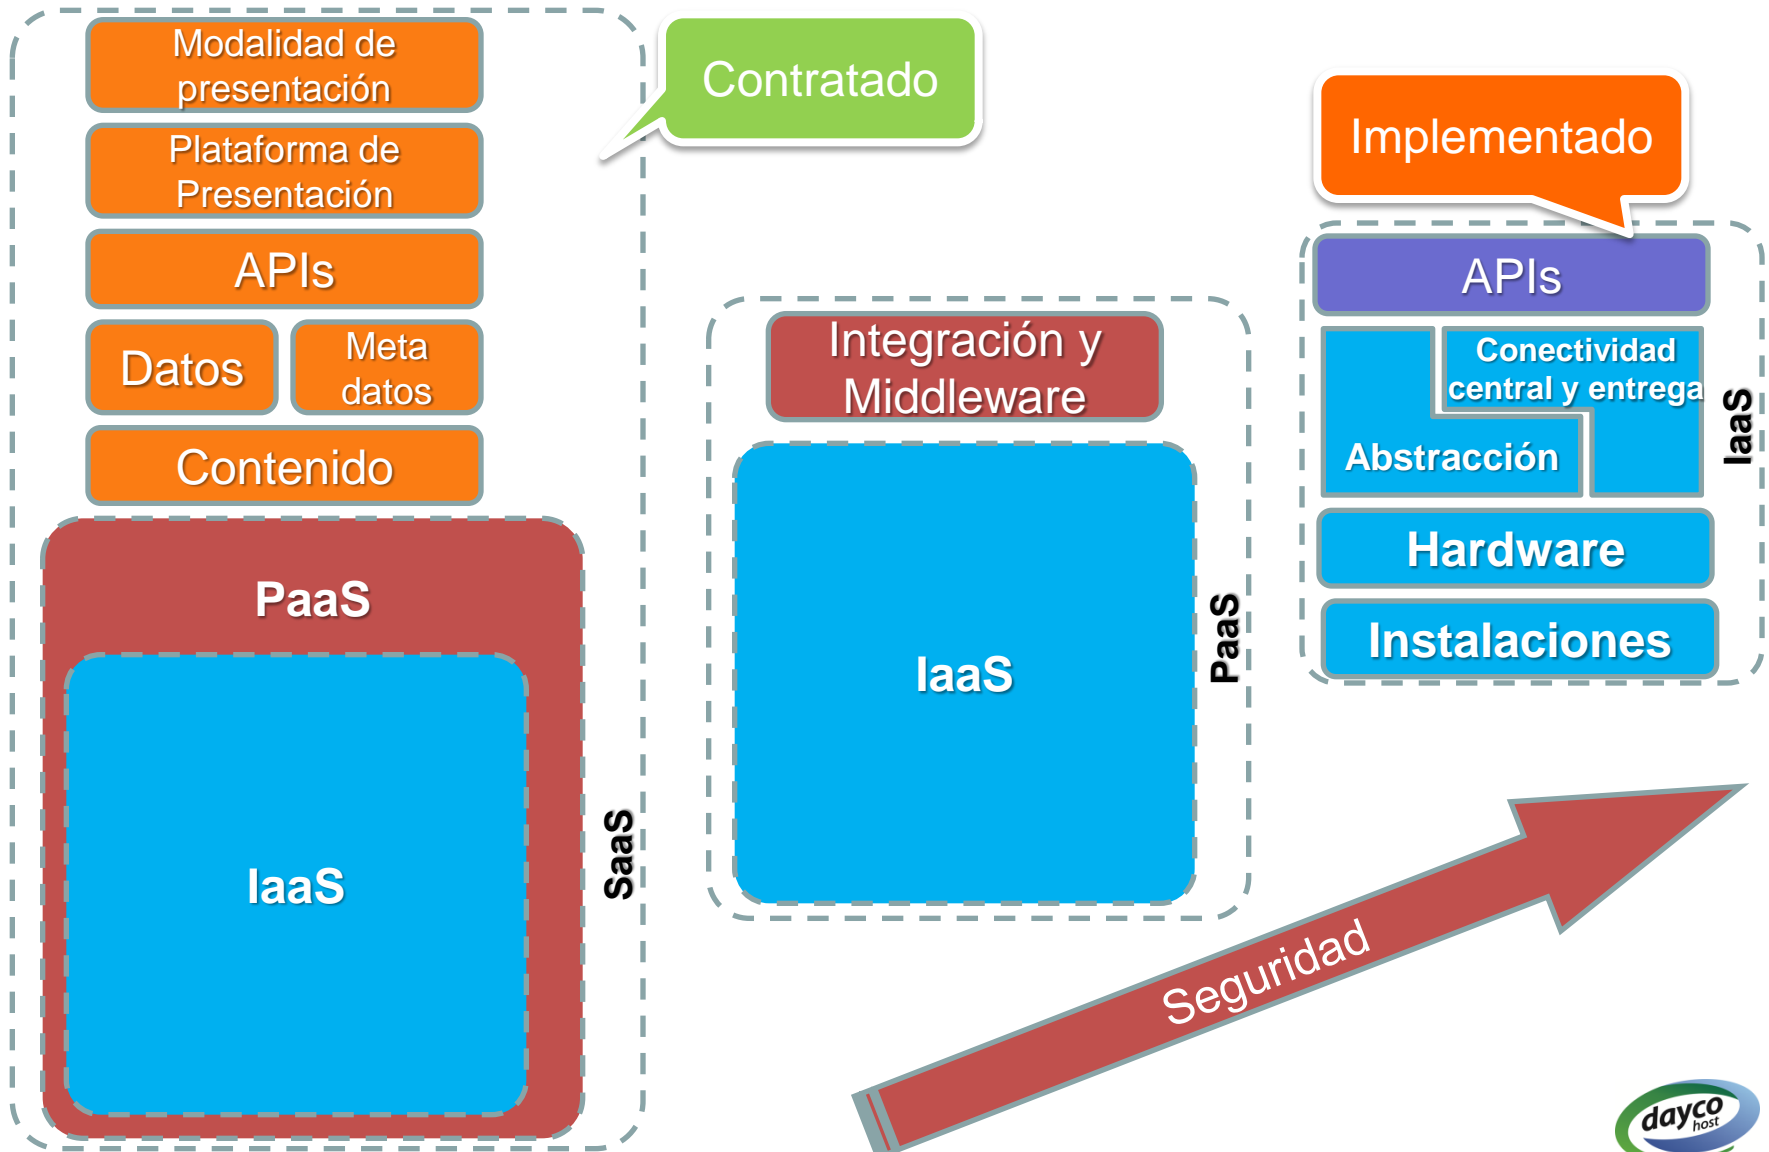 Modalidad de
presentación
Plataforma de
Presentación
APIs
Datos
Meta
datos
Contenido
PaaS
IaaS
SaaS
Contratado
Integración y
Middleware
IaaS
PaaS
Implementado
APIs
Conectividad
central y entrega
Abstracción
Hardware
Instalaciones
IaaS
Seguridad
dayco
host